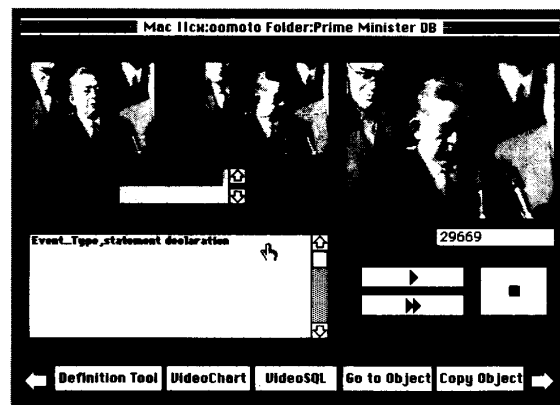 Mac IIcx:oomoto Folder:Prime Minister DB
Event_Type,statement declaration
29669
Definition Tool
VideoChart
VideoSQL
Go to Object
Copy Object